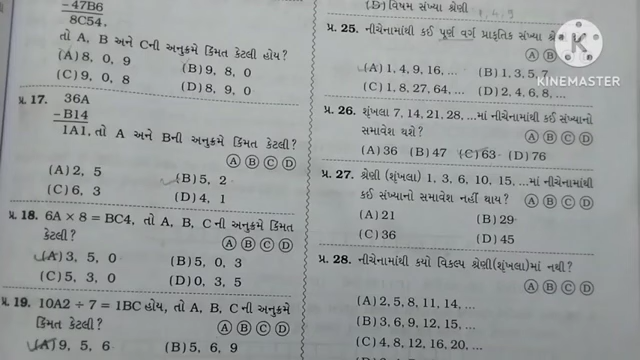 −47B6
8C54.
તો A, B અને Cની અનુક્રમે કિંમત કેટલી હોય?
(A) 8, 0, 9
(B) 9, 8, 0
(C) 9, 0, 8
(D) 8, 9, 0
પ્ર. 17. 36A
−B14
1A1, તો A અને Bની અનુક્રમે કિંમત કેટલી?
Ⓐ Ⓑ Ⓒ Ⓓ
(A) 2, 5
(B) 5, 2
(C) 6, 3
(D) 4, 1
પ્ર. 18. 6A × 8 = BC4, તો A, B, Cની અનુક્રમે કિંમત
કેટલી?
Ⓐ Ⓑ Ⓒ Ⓓ
(A) 3, 5, 0
(B) 5, 0, 3
(C) 5, 3, 0
(D) 0, 3, 5
પ્ર. 19. 10A2 ÷ 7 = 1BC હોય, તો A, B, Cની અનુક્રમે
કિંમત કેટલી?
Ⓐ Ⓑ Ⓒ Ⓓ
(A) 9, 5, 6
(B) 5, 6, 9
(D) વિષમ સંખ્યા શ્રેણી
1, 4, 9
પ્ર. 25. નીચેનામાંથી કઈ પૂર્ણ વર્ગ પ્રાકૃતિક સંખ્યા
Ⓐ Ⓑ
(A) 1, 4, 9, 16, ...
(B) 1, 3, 5, 7
(C) 1, 8, 27, 64, ...
(D) 2, 4, 6, 8, ...
K
KINEMASTER
પ્ર. 26. શૃંખલા 7, 14, 21, 28, ...માં નીચેનામાંથી કઈ સંખ્યાનો
સમાવેશ થશે?
Ⓐ Ⓑ Ⓒ Ⓓ
(A) 36 (B) 47 (C) 63 (D) 76
પ્ર. 27. શ્રેણી (શૃંખલા) 1, 3, 6, 10, 15, ...માં નીચેનામાંથી
કઈ સંખ્યાનો સમાવેશ નહીં થાય?
Ⓐ Ⓑ Ⓒ Ⓓ
(A) 21
(B) 29
(C) 36
(D) 45
પ્ર. 28. નીચેનામાંથી કયો વિકલ્પ શ્રેણી(શૃંખલા)માં નથી?
Ⓐ Ⓑ Ⓒ Ⓓ
(A) 2, 5, 8, 11, 14, ...
(B) 3, 6, 9, 12, 15, ...
(C) 4, 8, 12, 16, 20, ...